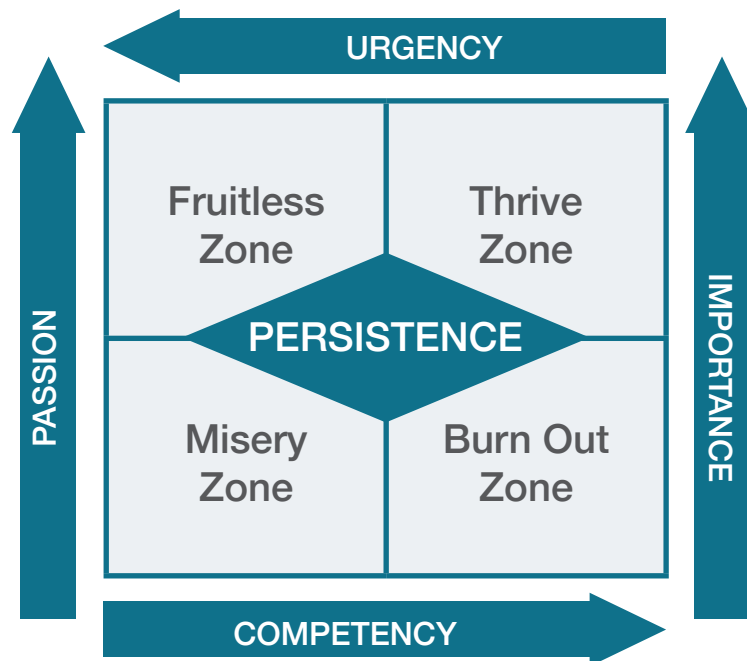 URGENCY
PASSION
Fruitless
Zone
Thrive
Zone
PERSISTENCE
IMPORTANCE
Misery
Zone
Burn Out
Zone
COMPETENCY